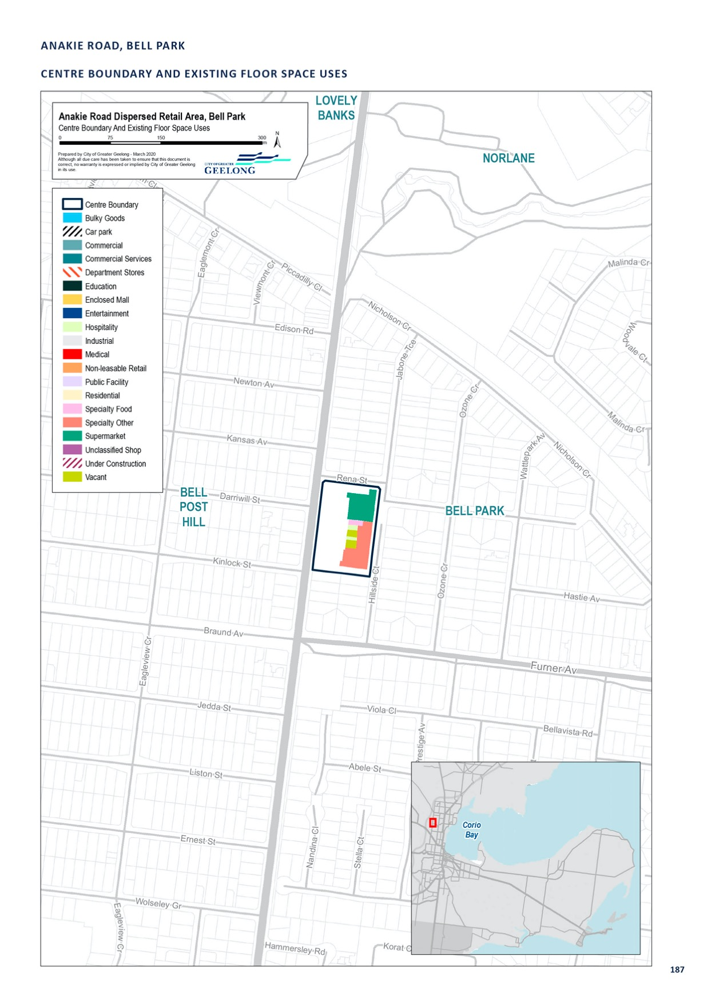 ANAKIE ROAD, BELL PARK
CENTRE BOUNDARY AND EXISTING FLOOR SPACE USES
LOVELY
BANKS
Anakie Road Dispersed Retail Area, Bell Park
Centre Boundary And Existing Floor Space Uses
0 75 150 300
m
N
Prepared by City of Greater Geelong - March 2020
Although all due care has been taken to ensure that this document is
correct, no warranty is expressed or implied by City of Greater Geelong
in its use.
CITY OF GREATER
GEELONG
NORLANE
Centre Boundary
Bulky Goods
Car park
Commercial
Commercial Services
Department Stores
Education
Enclosed Mall
Entertainment
Hospitality
Industrial
Medical
Non-leasable Retail
Public Facility
Residential
Specialty Food
Specialty Other
Supermarket
Unclassified Shop
Under Construction
Vacant
Eaglemont Cr
Viewmont Cr
Piccadilly Cl
Malinda Cr
Nicholson Cr
Edison Rd
Woodvale Ct
Jabone Tce
Newton Av
Ozone Cr
Malinda Cr
Kansas Av
Wattlepark Av
Nicholson Cr
Rena St
Darriwill St
BELL
POST
HILL
BELL PARK
Kinlock St
Hillside Ct
Ozone Cr
Hastie Av
Braund Av
Eagleview Cr
Furner Av
Jedda St
Viola Cl
Bellavista Rd
Prestige Av
Abele St
Liston St
Corio
Bay
Ernest St
Nandina Cl
Stella Ct
Wolseley Gr
Eagleview Cr
Hammersley Rd
Korat C
187